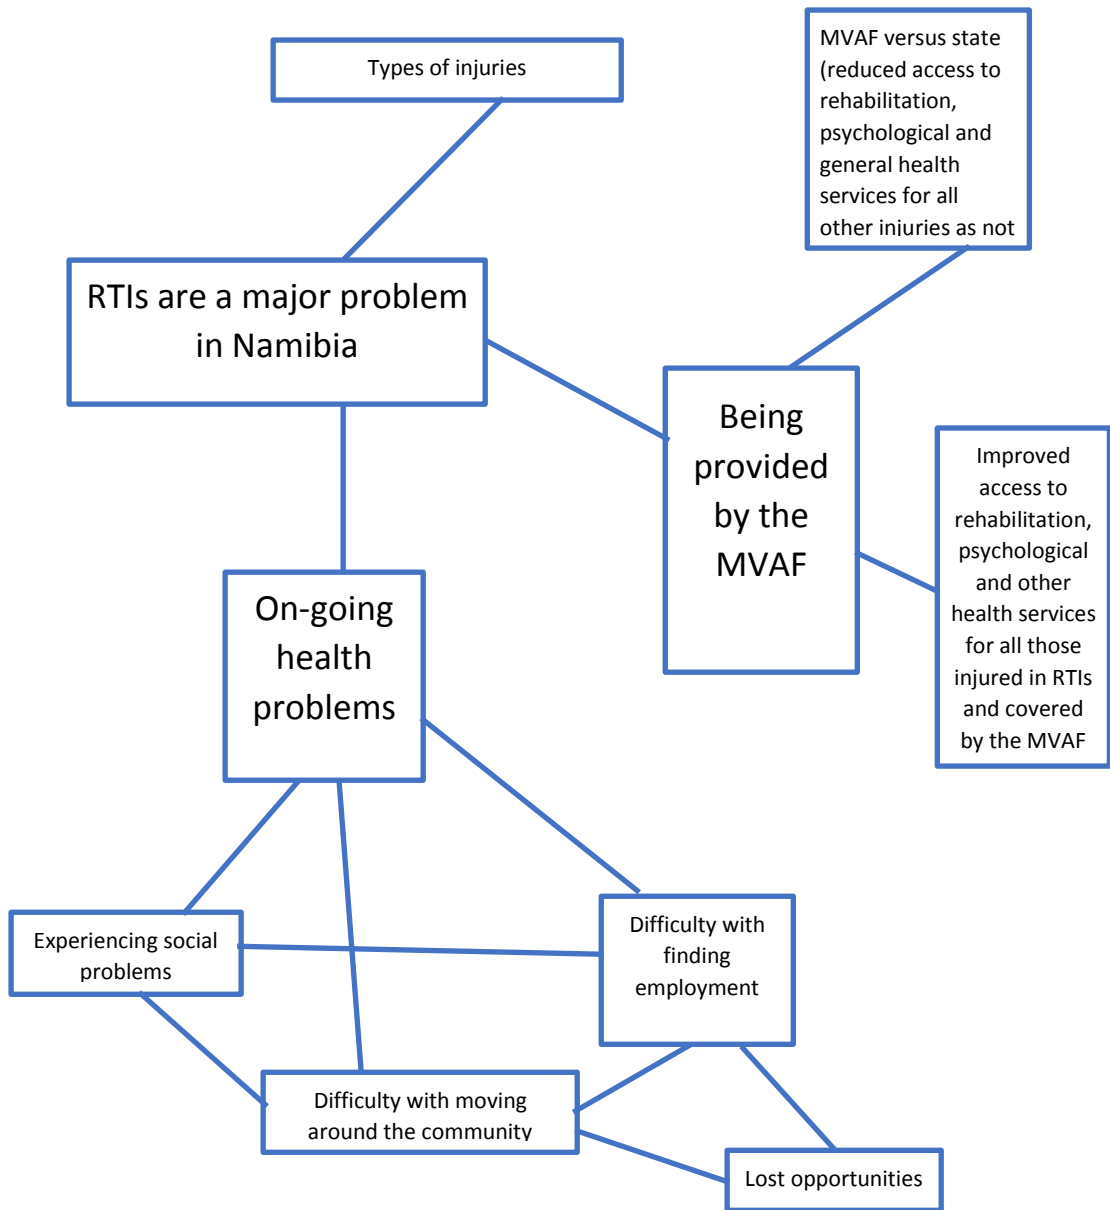 Types of injuries
MVAF versus state
(reduced access to
rehabilitation,
psychological and
general health
services for all
other injuries as not
RTIs are a major problem
in Namibia
Being
provided
by the
MVAF
Improved
access to
rehabilitation,
psychological
and other
health services
for all those
injured in RTIs
and covered
by the MVAF
On-going
health
problems
Experiencing social
problems
Difficulty with
finding
employment
Difficulty with moving
around the community
Lost opportunities